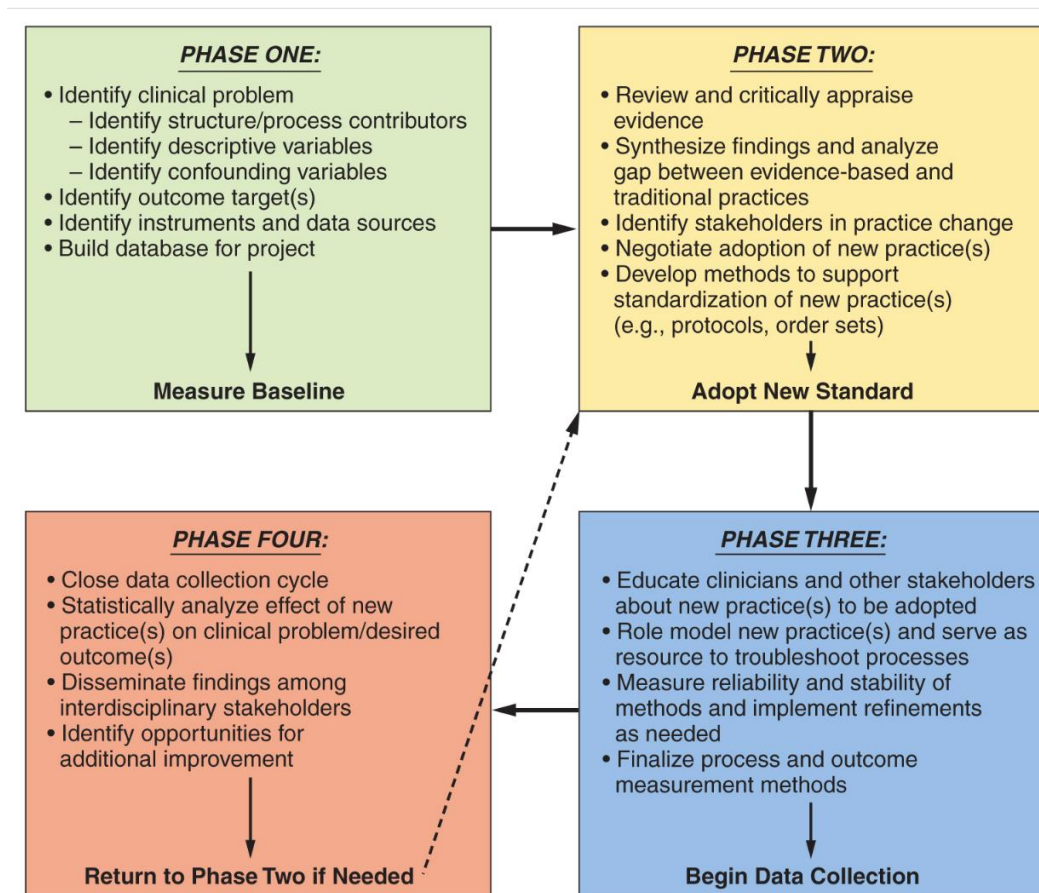 PHASE ONE:
• Identify clinical problem
– Identify structure/process contributors
– Identify descriptive variables
– Identify confounding variables
• Identify outcome target(s)
• Identify instruments and data sources
• Build database for project
Measure Baseline
PHASE TWO:
• Review and critically appraise
evidence
• Synthesize findings and analyze
gap between evidence-based and
traditional practices
• Identify stakeholders in practice change
• Negotiate adoption of new practice(s)
• Develop methods to support
standardization of new practice(s)
(e.g., protocols, order sets)
Adopt New Standard
PHASE THREE:
• Educate clinicians and other stakeholders
about new practice(s) to be adopted
• Role model new practice(s) and serve as
resource to troubleshoot processes
• Measure reliability and stability of
methods and implement refinements
as needed
• Finalize process and outcome
measurement methods
Begin Data Collection
PHASE FOUR:
• Close data collection cycle
• Statistically analyze effect of new
practice(s) on clinical problem/desired
outcome(s)
• Disseminate findings among
interdisciplinary stakeholders
• Identify opportunities for
additional improvement
Return to Phase Two if Needed